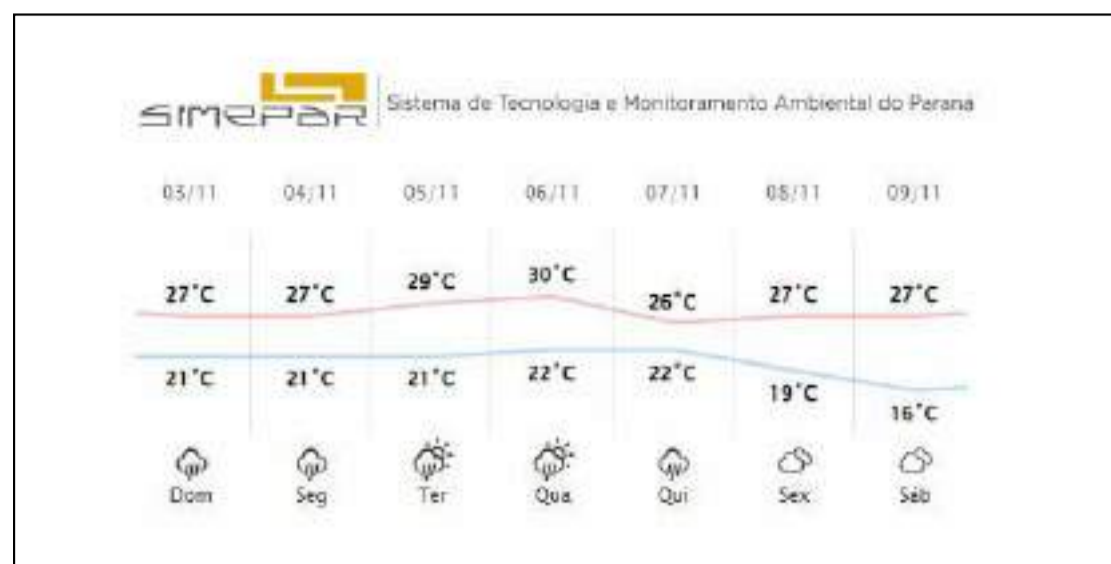 SIMEPAR
Sistema de Tecnologia e Monitoramento Ambiental do Paraná
03/11 04/11 05/11 06/11 07/11 08/11 09/11
27°C 27°C 29°C 30°C 26°C 27°C 27°C
21°C 21°C 21°C 22°C 22°C 19°C 16°C
Dom Seg Ter Qua Qui Sex Sáb